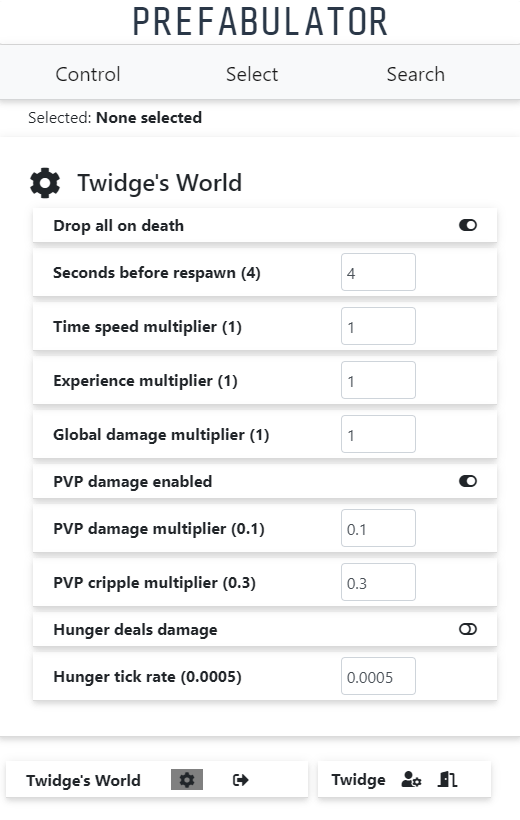 PREFABULATOR
Control Select Search
Selected: None selected
Twidge's World
Drop all on death
Seconds before respawn (4) 4
Time speed multiplier (1) 1
Experience multiplier (1) 1
Global damage multiplier (1) 1
PVP damage enabled
PVP damage multiplier (0.1) 0.1
PVP cripple multiplier (0.3) 0.3
Hunger deals damage
Hunger tick rate (0.0005) 0.0005
Twidge's World Twidge